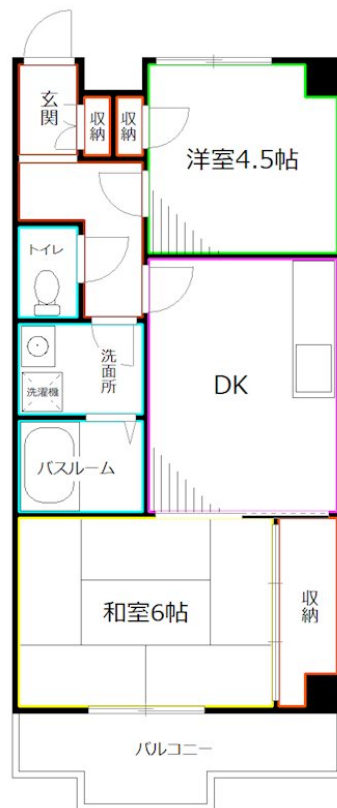 玄関
収納
収納
洋室4.5帖
トイレ
洗面所
洗濯機
DK
バスルーム
和室6帖
収納
バルコニー